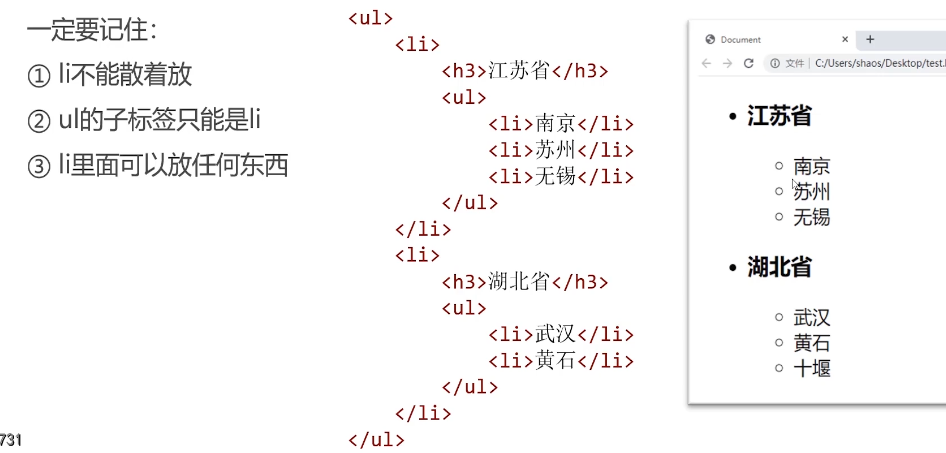 一定要记住：
① li不能散着放
② ul的子标签只能是li
③ li里面可以放任何东西
731
<ul>
<li>
<h3>江苏省</h3>
<ul>
<li>南京</li>
<li>苏州</li>
<li>无锡</li>
</ul>
</li>
<li>
<h3>湖北省</h3>
<ul>
<li>武汉</li>
<li>黄石</li>
</ul>
</li>
</ul>
Document
文件 C:/Users/shaos/Desktop/test.
• 江苏省
○ 南京
○ 苏州
○ 无锡
• 湖北省
○ 武汉
○ 黄石
○ 十堰